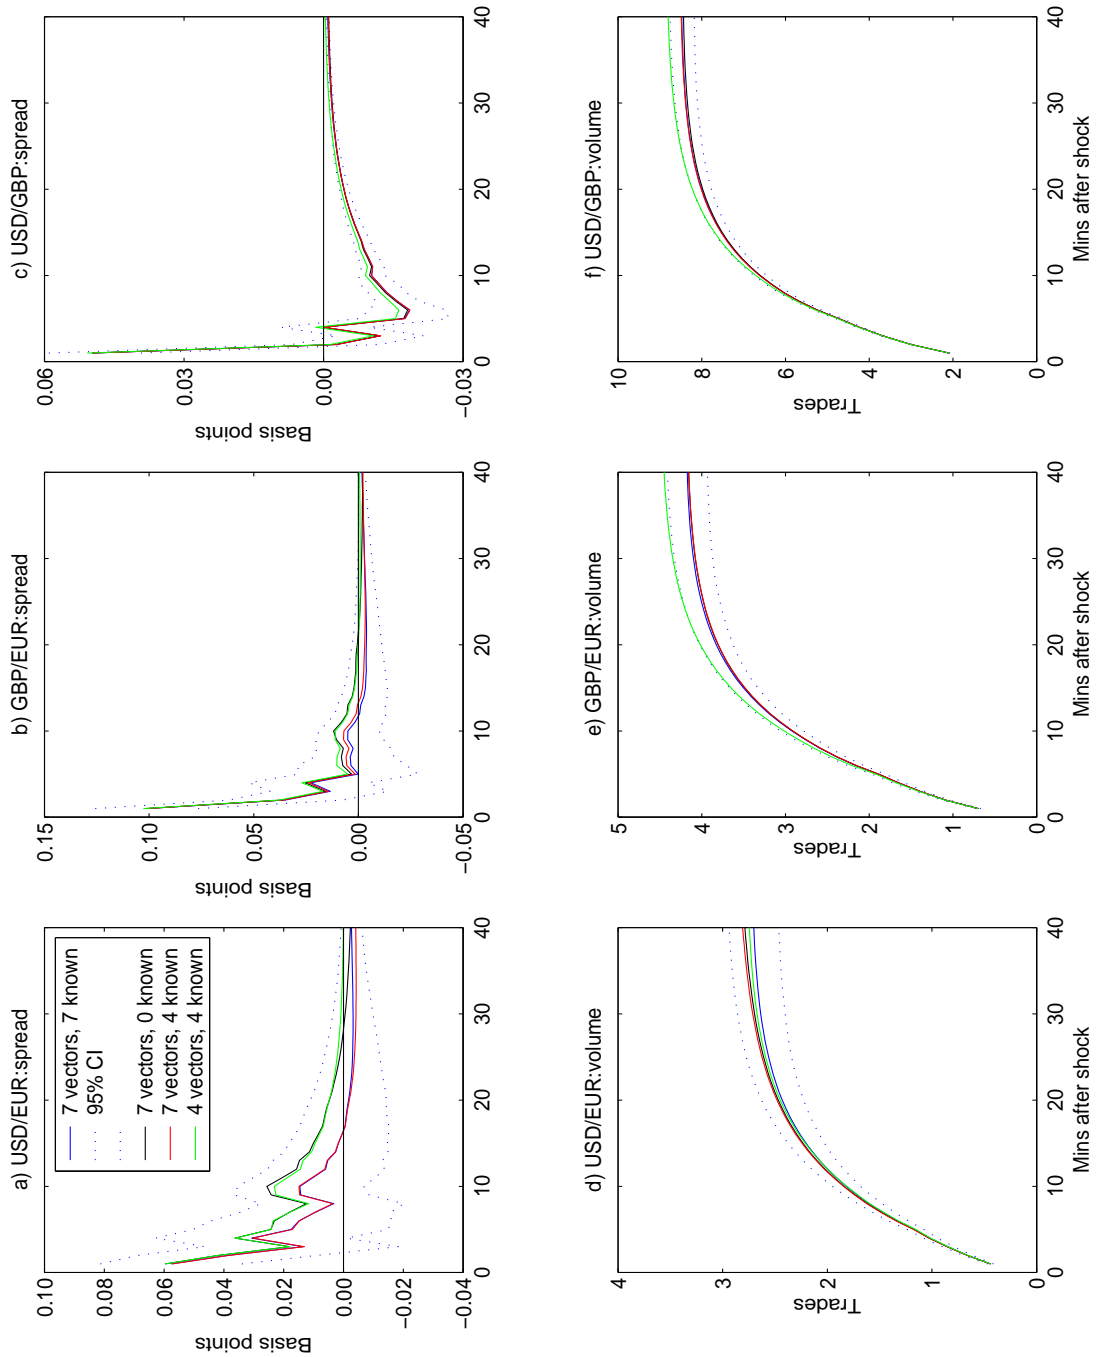 a) USD/EUR:spread
Basis points
0.10
0.08
0.06
0.04
0.02
0.00
−0.02
−0.04
0 10 20 30 40
7 vectors, 7 known
95% CI
7 vectors, 0 known
7 vectors, 4 known
4 vectors, 4 known
b) GBP/EUR:spread
Basis points
0.15
0.10
0.05
0.00
−0.05
0 10 20 30 40
c) USD/GBP:spread
Basis points
0.06
0.03
0.00
−0.03
0 10 20 30 40
d) USD/EUR:volume
Trades
4
3
2
1
0
0 10 20 30 40
Mins after shock
e) GBP/EUR:volume
Trades
5
4
3
2
1
0
0 10 20 30 40
Mins after shock
f) USD/GBP:volume
Trades
10
8
6
4
2
0
0 10 20 30 40
Mins after shock